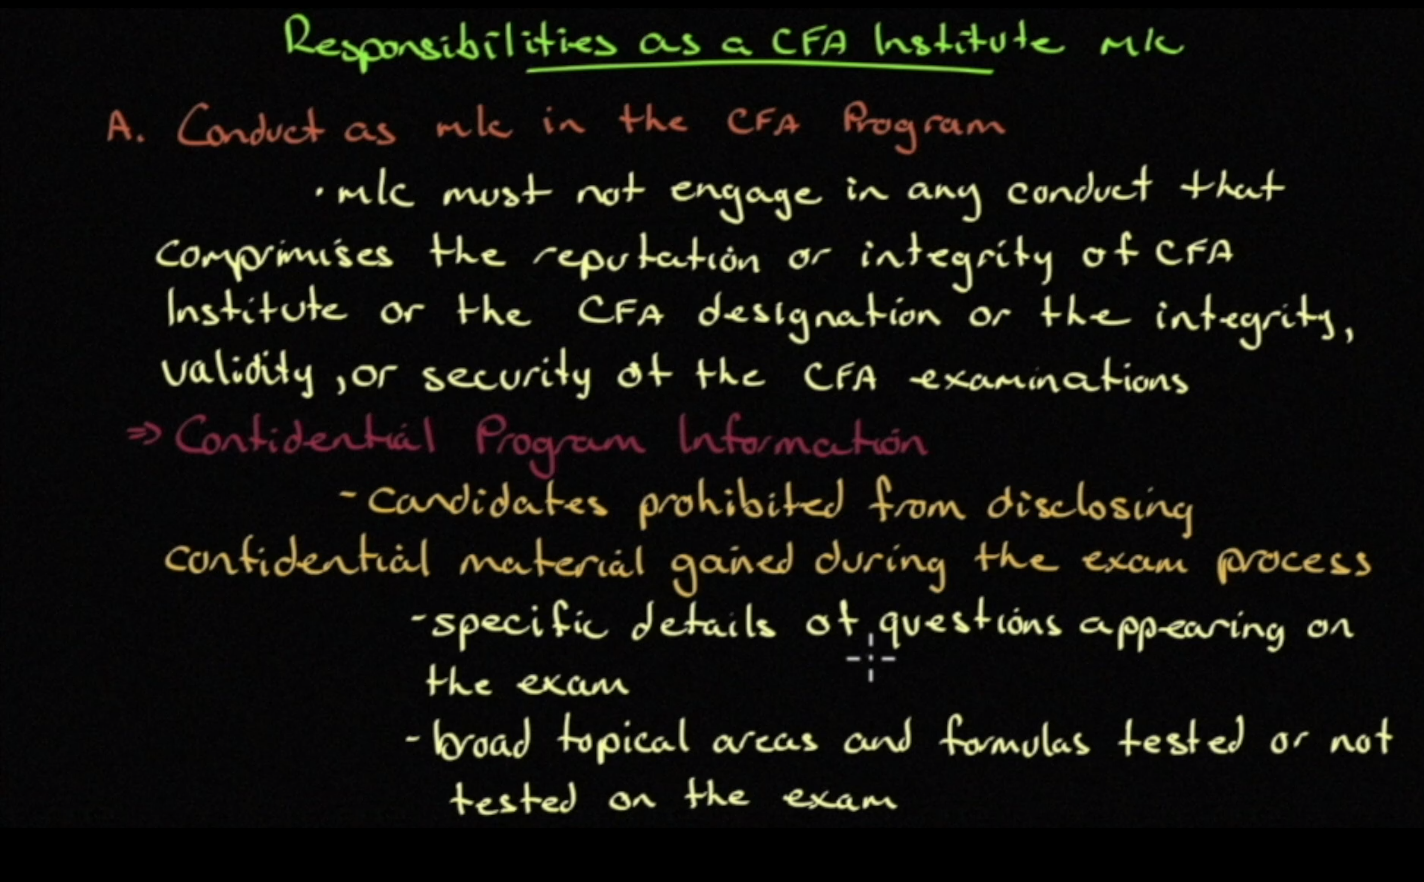 Responsibilities as a CFA Institute m/c
A. Conduct as m/c in the CFA Program
· m/c must not engage in any conduct that
comprimises the reputation or integrity of CFA
Institute or the CFA designation or the integrity,
validity, or security of the CFA examinations
⇒ Confidential Program Information
- candidates prohibited from disclosing
confidential material gained during the exam process
- specific details of questions appearing on
the exam
- broad topical areas and formulas tested or not
tested on the exam